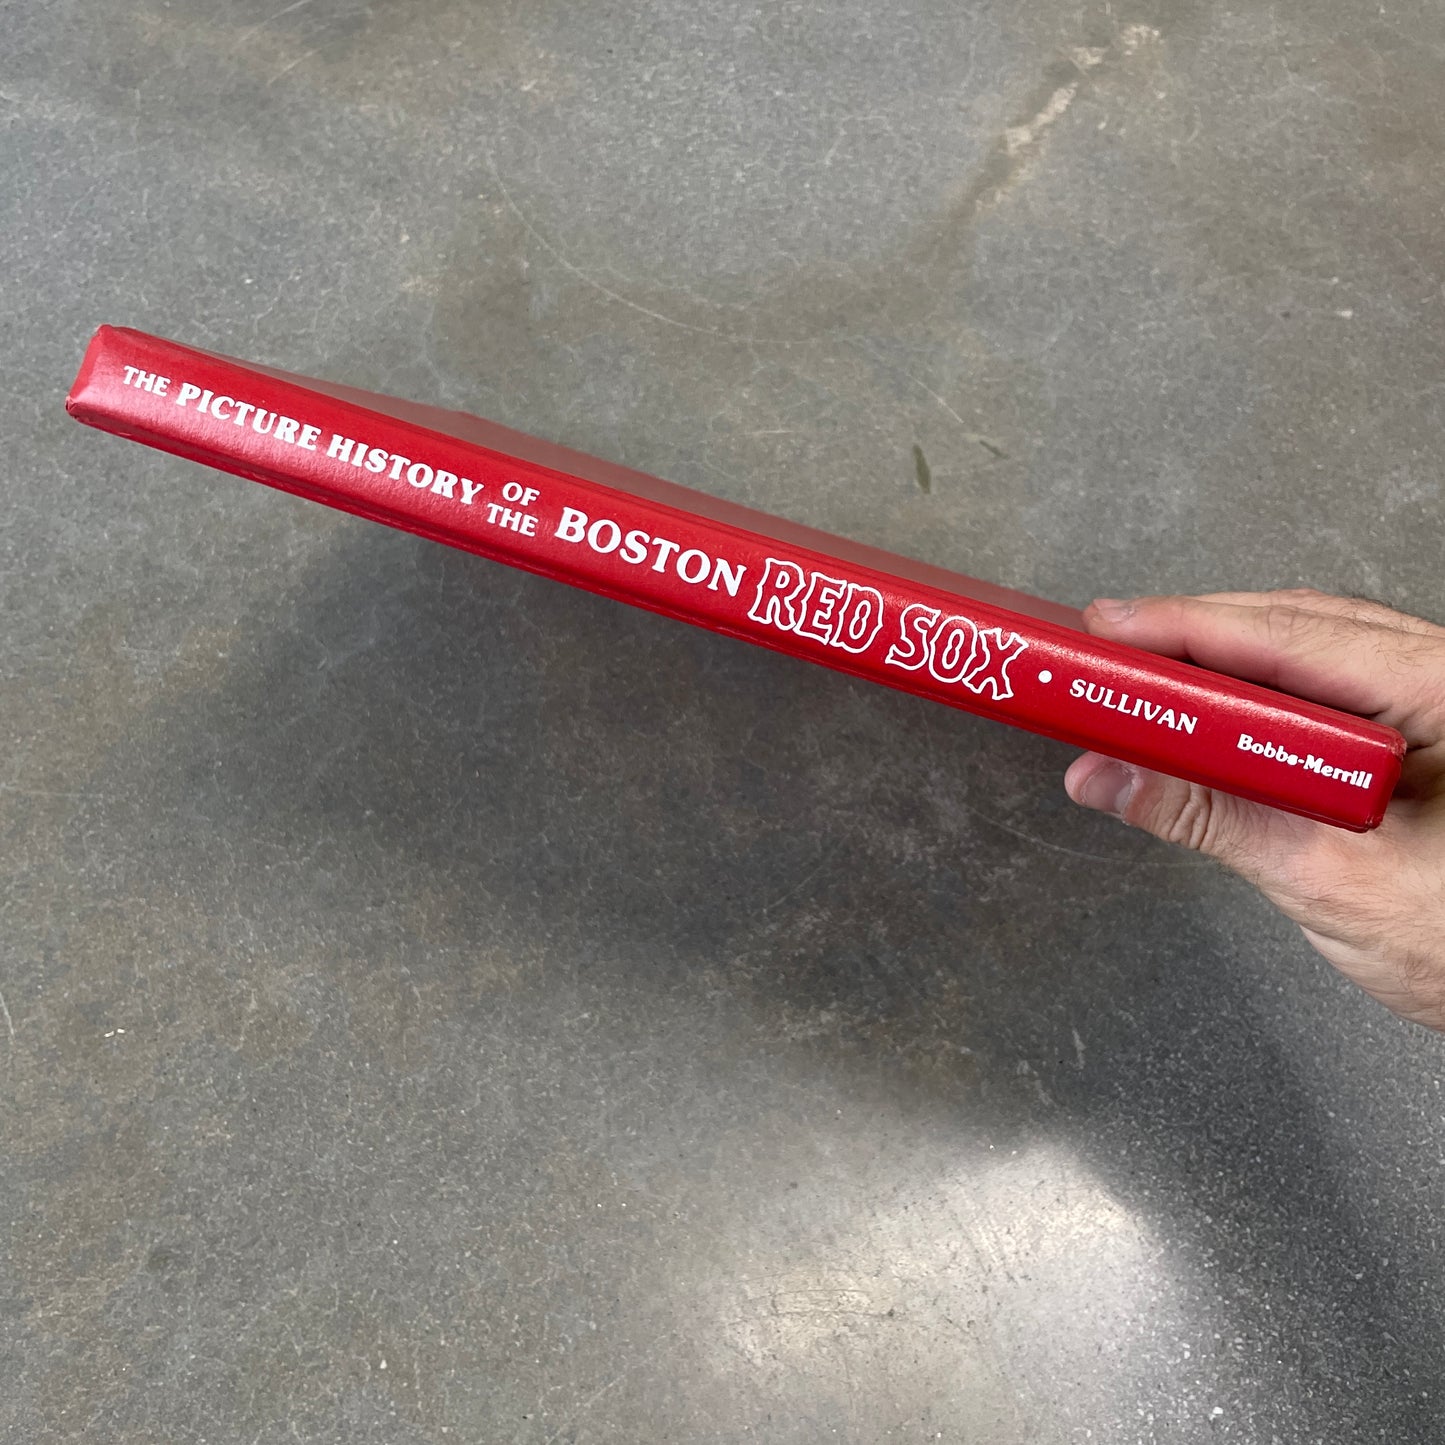 THE PICTURE HISTORY OF THE BOSTON RED SOX • SULLIVAN Bobbs-Merrill